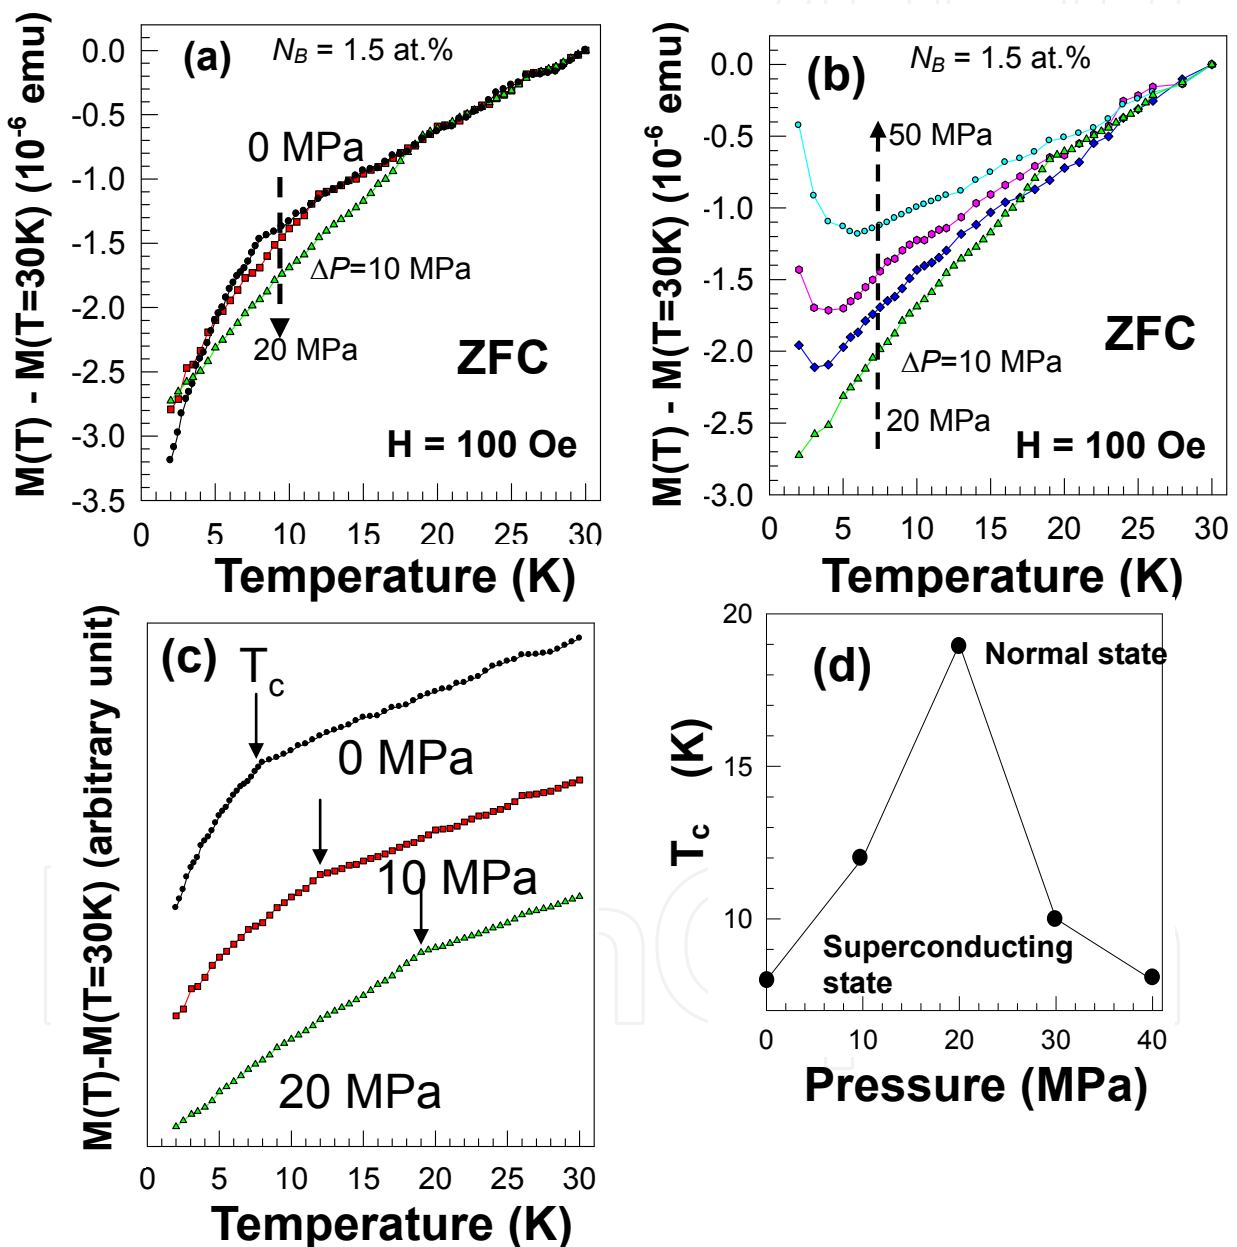 (a)
N_B = 1.5 at.%
0 MPa
ΔP=10 MPa
20 MPa
ZFC
H = 100 Oe
0.0
-0.5
-1.0
-1.5
-2.0
-2.5
-3.0
-3.5
M(T) - M(T=30K) (10^-6 emu)
0 5 10 15 20 25 30
Temperature (K)
(b)
N_B = 1.5 at.%
50 MPa
ΔP=10 MPa
20 MPa
ZFC
H = 100 Oe
0.0
-0.5
-1.0
-1.5
-2.0
-2.5
-3.0
M(T) - M(T=30K) (10^-6 emu)
0 5 10 15 20 25 30
Temperature (K)
(c)
T_c
0 MPa
10 MPa
20 MPa
M(T)-M(T=30K) (arbitrary unit)
0 5 10 15 20 25 30
Temperature (K)
(d)
Normal state
Superconducting
state
20
15
10
T_c (K)
0 10 20 30 40
Pressure (MPa)